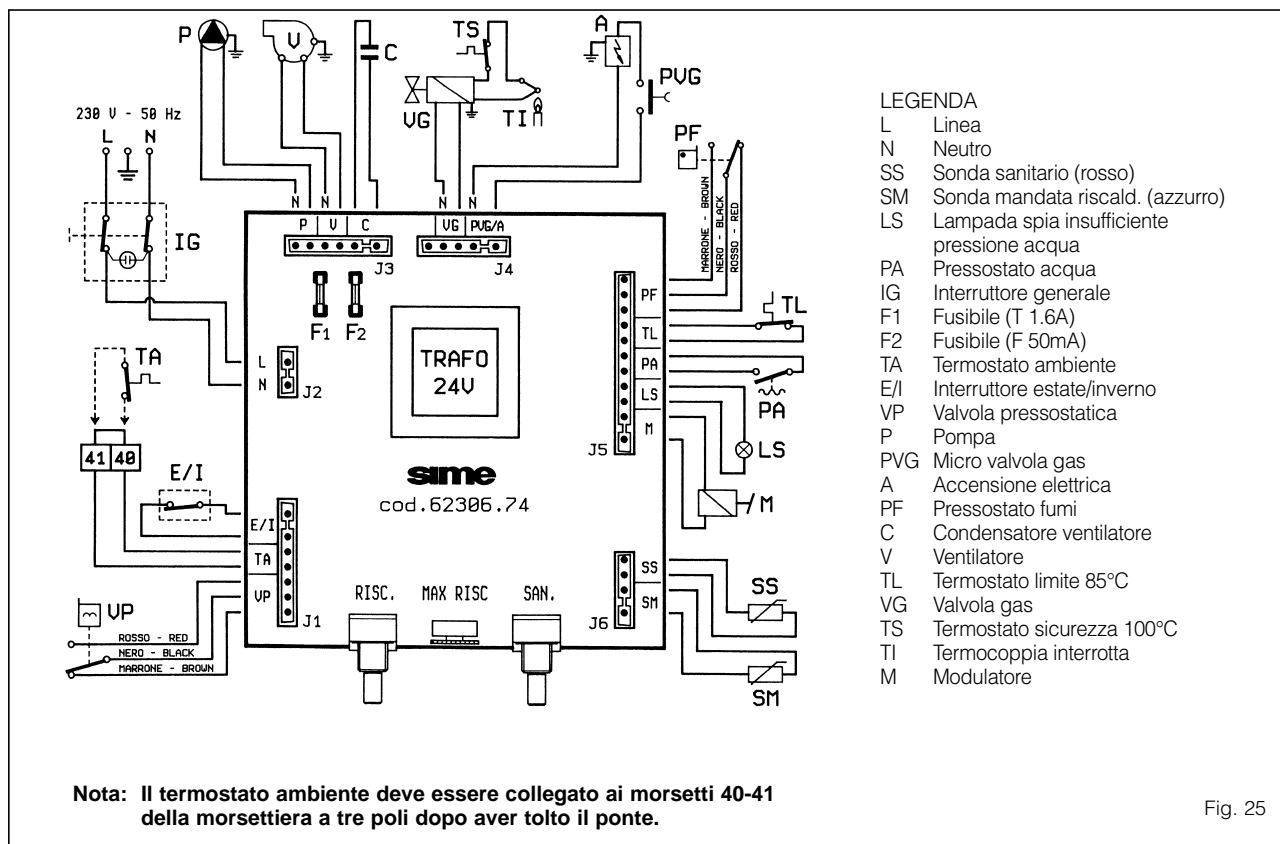 P
V
C
TS
A
PVG
VG
TI
PF
230 V - 50 Hz
L N
IG
MARRONE - BROWN
NERO - BLACK
ROSSO - RED
N N N N
P V C
VG PVG/A
J3
J4
F1 F2
TRAFO
24V
L
N
J2
TA
41 40
E/I
PF
TL
PA
LS
M
J5
TL
PA
LS
M
sime
cod.62306.74
E/I
TA
VP
J1
RISC. MAX RISC SAN.
J6
SS
SM
SS
SM
VP
ROSSO - RED
NERO - BLACK
MARRONE - BROWN
LEGENDA
L Linea
N Neutro
SS Sonda sanitario (rosso)
SM Sonda mandata riscald. (azzurro)
LS Lampada spia insufficiente
pressione acqua
PA Pressostato acqua
IG Interruttore generale
F1 Fusibile (T 1.6A)
F2 Fusibile (F 50mA)
TA Termostato ambiente
E/I Interruttore estate/inverno
VP Valvola pressostatica
P Pompa
PVG Micro valvola gas
A Accensione elettrica
PF Pressostato fumi
C Condensatore ventilatore
V Ventilatore
TL Termostato limite 85°C
VG Valvola gas
TS Termostato sicurezza 100°C
TI Termocoppia interrotta
M Modulatore
Nota: Il termostato ambiente deve essere collegato ai morsetti 40-41
della morsettiera a tre poli dopo aver tolto il ponte.
Fig. 25